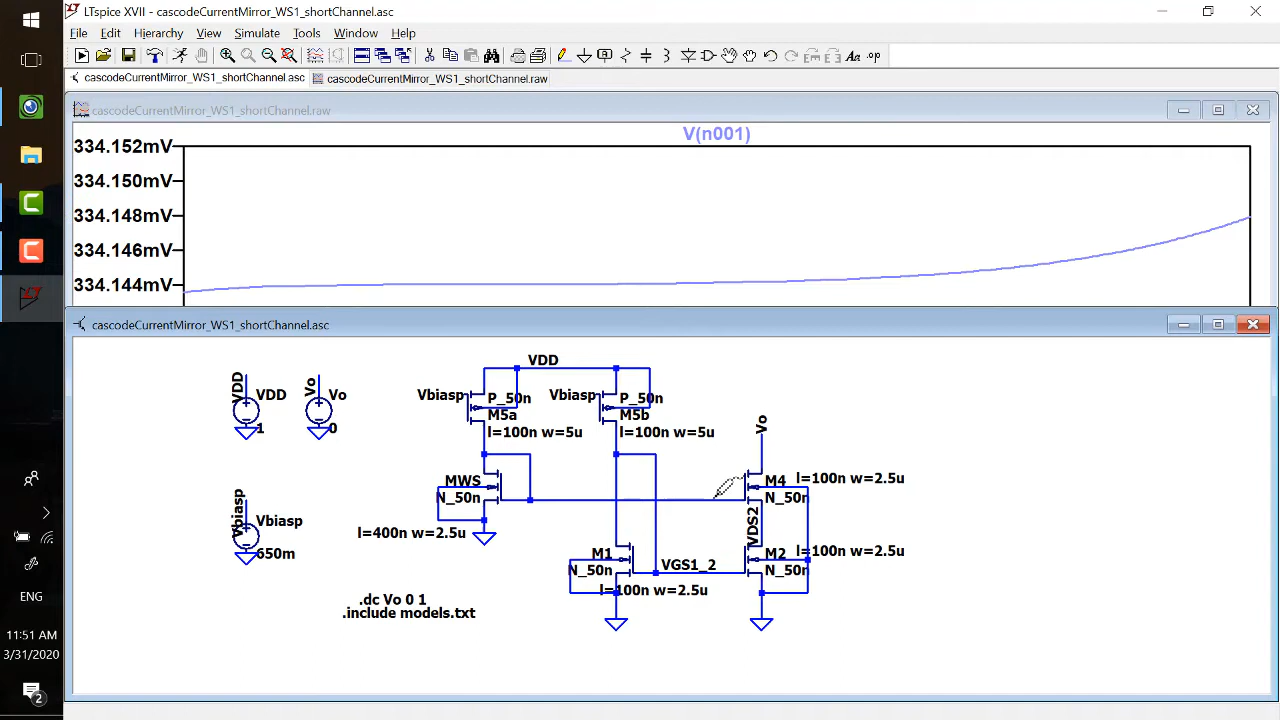 LTspice XVII - cascodeCurrentMirror_WS1_shortChannel.asc
File Edit Hierarchy View Simulate Tools Window Help
cascodeCurrentMirror_WS1_shortChannel.asc cascodeCurrentMirror_WS1_shortChannel.raw
cascodeCurrentMirror_WS1_shortChannel.raw
V(n001)
334.152mV
334.150mV
334.148mV
334.146mV
334.144mV
cascodeCurrentMirror_WS1_shortChannel.asc
VDD
VDD
VDD
1
Vo
Vo
0
Vbiasp
P_50n
M5a
l=100n w=5u
Vbiasp
P_50n
M5b
l=100n w=5u
Vo
MWS
N_50n
l=400n w=2.5u
M4
N_50n
l=100n w=2.5u
Vbiasp
Vbiasp
650m
VDS2
M1
N_50n
l=100n w=2.5u
VGS1_2
M2
N_50n
l=100n w=2.5u
.dc Vo 0 1
.include models.txt
ENG
11:51 AM
3/31/2020
2